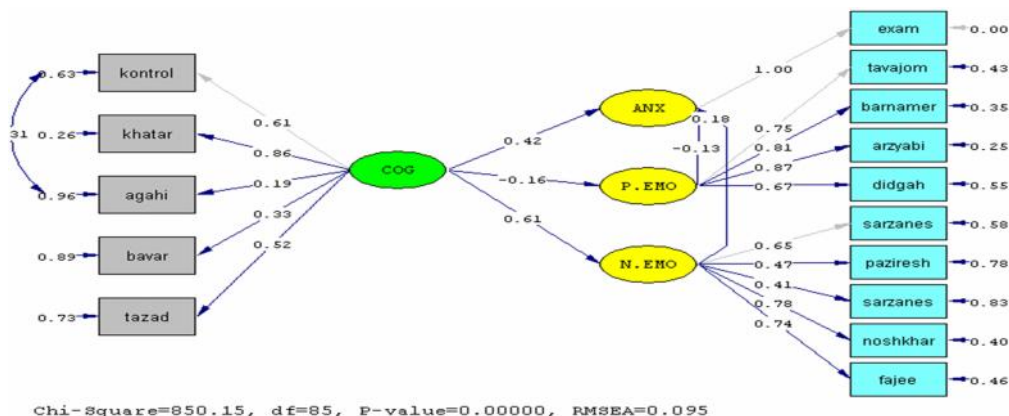 exam
0.00
tavajom
0.43
barnamer
0.35
arzyabi
0.25
didgah
0.55
sarzanes
0.58
paziresh
0.78
sarzanes
0.83
noshkhar
0.40
fajee
0.46
0.63
kontrol
0.26
khatar
0.96
agahi
0.89
bavar
0.73
tazad
31
0.61
0.86
0.19
0.33
0.52
COG
0.42
-0.16
0.61
ANX
P.EMO
N.EMO
1.00
0.18
-0.13
0.75
0.81
0.87
0.67
0.65
0.47
0.41
0.78
0.74
Chi-Square=850.15, df=85, P-value=0.00000, RMSEA=0.095